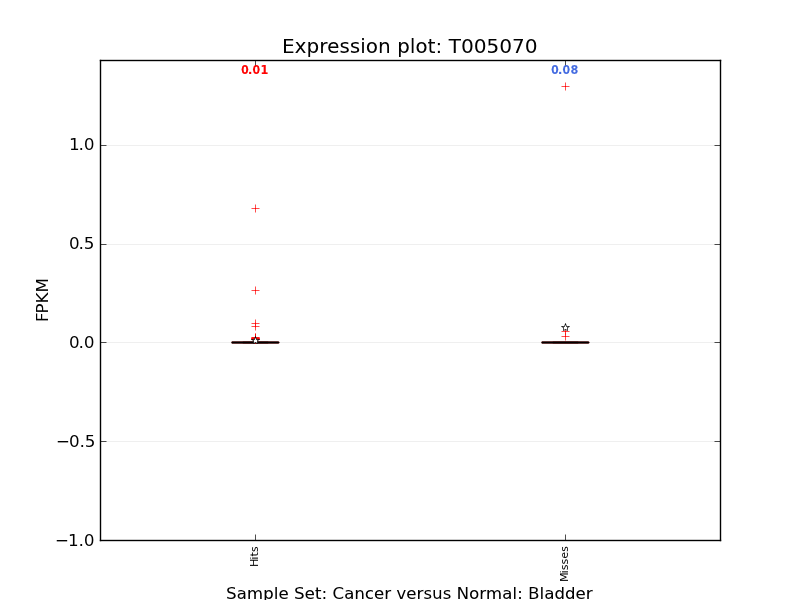 Expression plot: T005070
0.01
0.08
1.0
0.5
0.0
−0.5
−1.0
FPKM
Hits
Misses
Sample Set: Cancer versus Normal: Bladder